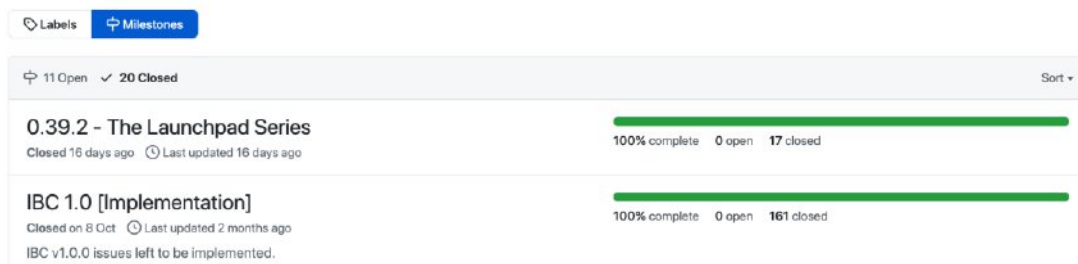 Labels Milestones
11 Open 20 Closed Sort
0.39.2 - The Launchpad Series
Closed 16 days ago Last updated 16 days ago
100% complete 0 open 17 closed
IBC 1.0 [Implementation]
Closed on 8 Oct Last updated 2 months ago
100% complete 0 open 161 closed
IBC v1.0.0 issues left to be implemented.